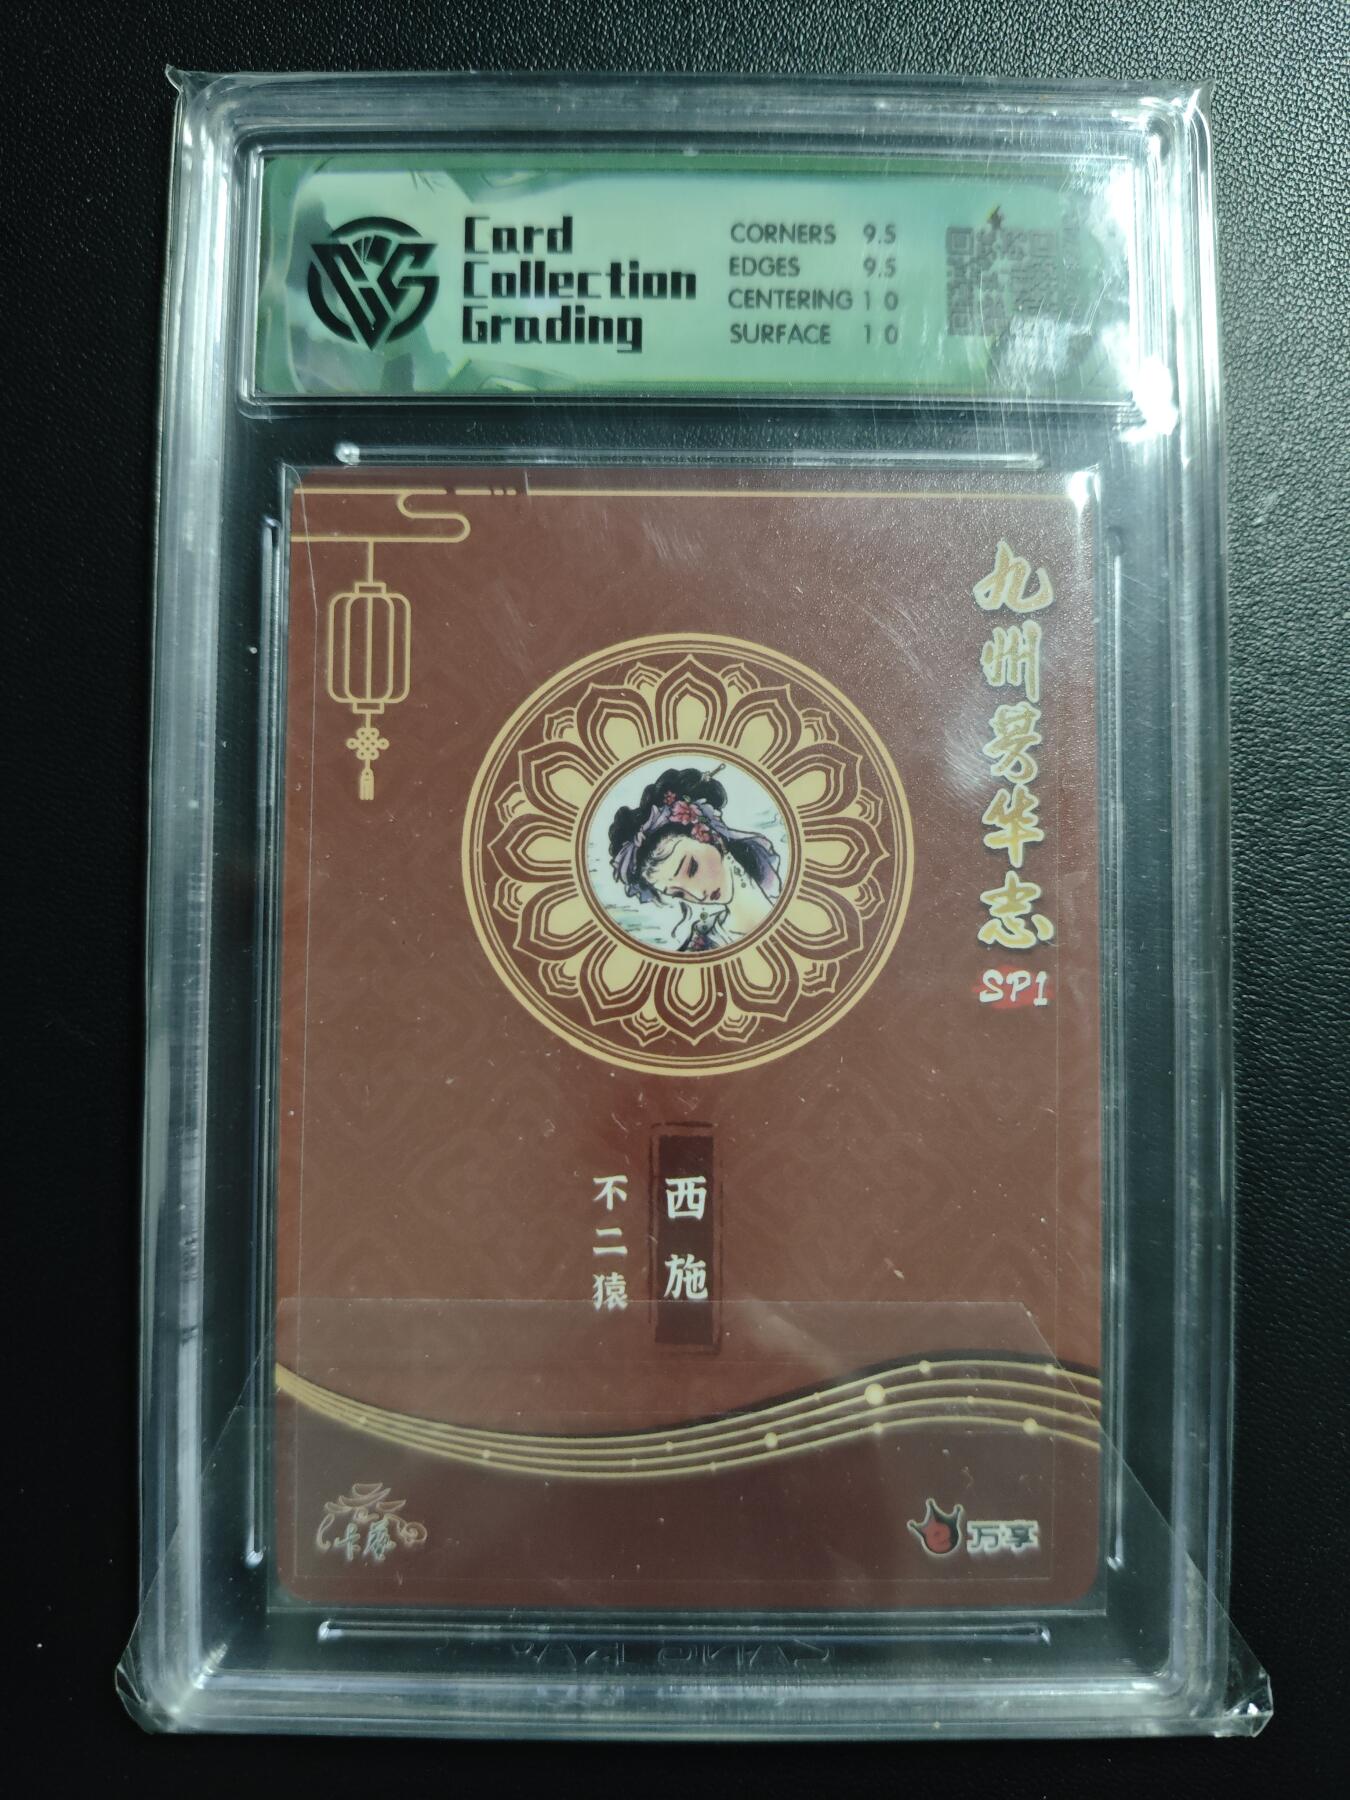 Card
Collection
Grading
CORNERS 9.5
EDGES 9.5
CENTERING 10
SURFACE 10
九州芳华志
SP1
西施
不二猿
万享